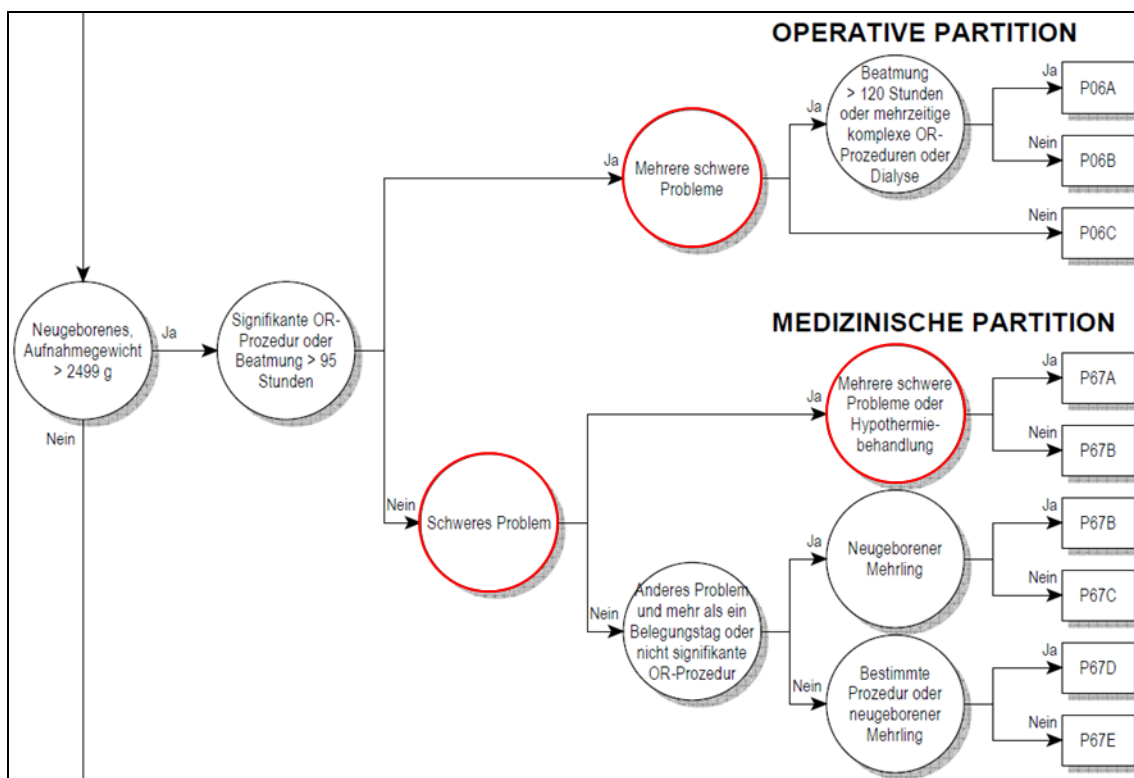 OPERATIVE PARTITION
Beatmung
> 120 Stunden
oder mehrzeitige
komplexe OR-
Prozeduren oder
Dialyse
Ja
P06A
Nein
P06B
Ja
Mehrere schwere
Probleme
Ja
Nein
P06C
Neugeborenes,
Aufnahmegewicht
> 2499 g
Ja
Nein
Signifikante OR-
Prozedur oder
Beatmung > 95
Stunden
MEDIZINISCHE PARTITION
Ja
Mehrere schwere
Probleme oder
Hypothermie-
behandlung
Ja
P67A
Nein
P67B
Nein
Schweres Problem
Ja
Neugeborener
Mehrling
Ja
P67B
Nein
P67C
Nein
Anderes Problem
und mehr als ein
Belegungstag oder
nicht signifikante
OR-Prozedur
Nein
Bestimmte
Prozedur oder
neugeborener
Mehrling
Ja
P67D
Nein
P67E